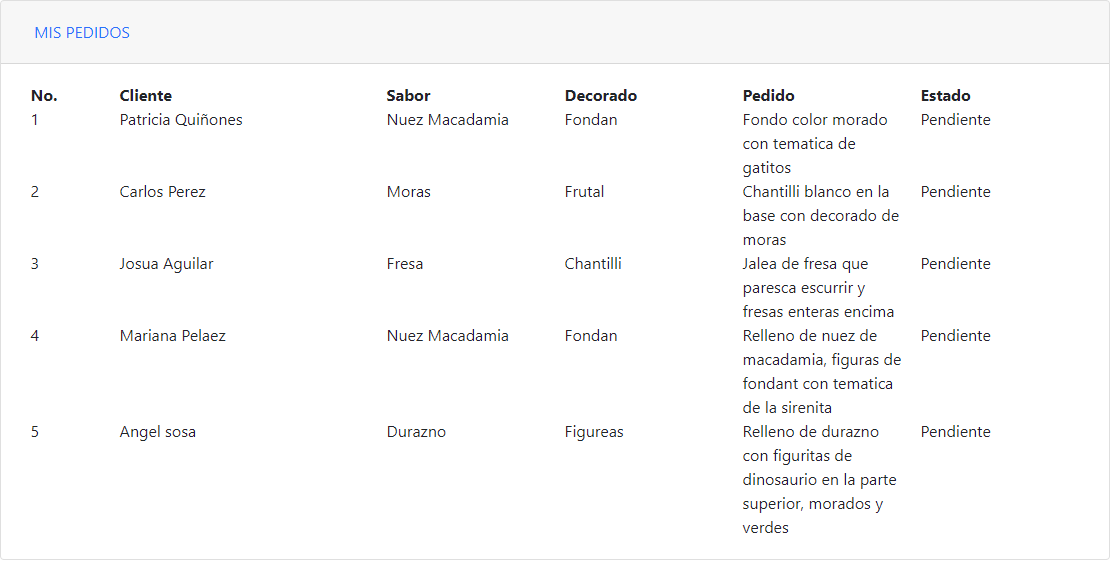 MIS PEDIDOS
No. Cliente Sabor Decorado Pedido Estado
1 Patricia Quiñones Nuez Macadamia Fondan Fondo color morado Pendiente
con tematica de
gatitos
2 Carlos Perez Moras Frutal Chantilli blanco en la Pendiente
base con decorado de
moras
3 Josua Aguilar Fresa Chantilli Jalea de fresa que Pendiente
paresca escurrir y
fresas enteras encima
4 Mariana Pelaez Nuez Macadamia Fondan Relleno de nuez de Pendiente
macadamia, figuras de
fondant con tematica
de la sirenita
5 Angel sosa Durazno Figureas Relleno de durazno Pendiente
con figuritas de
dinosaurio en la parte
superior, morados y
verdes